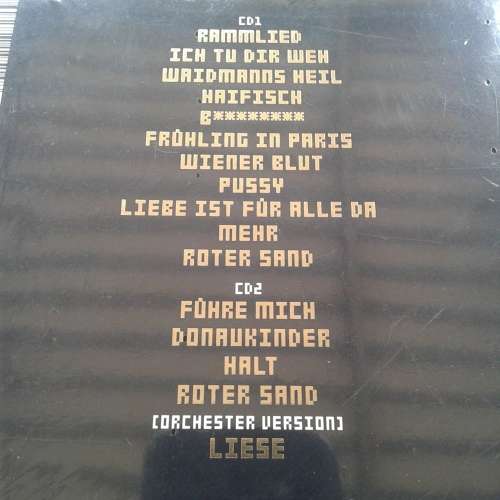 CD1
RAMMLIED
ICH TU DIR WEH
WAIDMANNS HEIL
HAIFISCH
B********
FRÜHLING IN PARIS
WIENER BLUT
PUSSY
LIEBE IST FÜR ALLE DA
MEHR
ROTER SAND
CD2
FÜHRE MICH
DONAUKINDER
HALT
ROTER SAND
[ORCHESTER VERSION]
LIESE